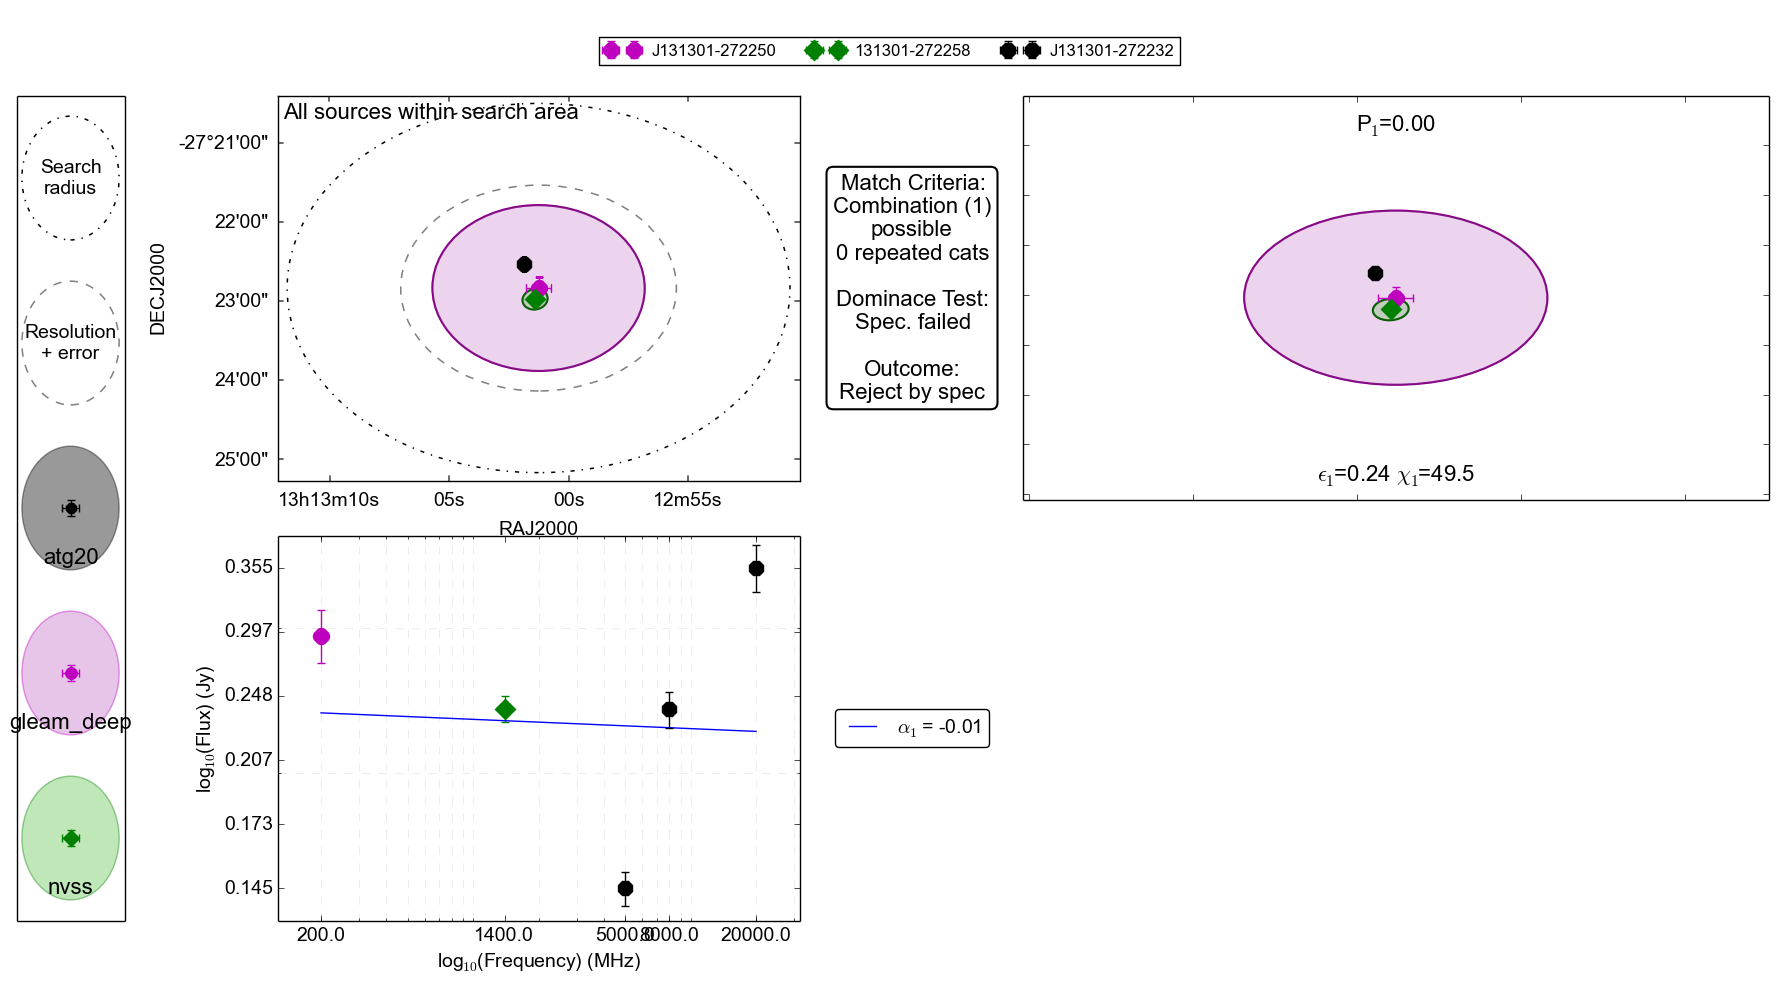 J131301-272250 131301-272258 J131301-272232
Search
radius
Resolution
+ error
atg20
gleam_deep
nvss
All sources within search area
DECJ2000
-27°21'00"
22'00"
23'00"
24'00"
25'00"
13h13m10s 05s 00s 12m55s
RAJ2000
Match Criteria:
Combination (1)
possible
0 repeated cats
Dominace Test:
Spec. failed
Outcome:
Reject by spec
P₁=0.00
ϵ₁=0.24 χ₁=49.5
log₁₀(Flux) (Jy)
0.355
0.297
0.248
0.207
0.173
0.145
200.0 1400.0 5000.0 8000.0 20000.0
log₁₀(Frequency) (MHz)
α₁ = -0.01